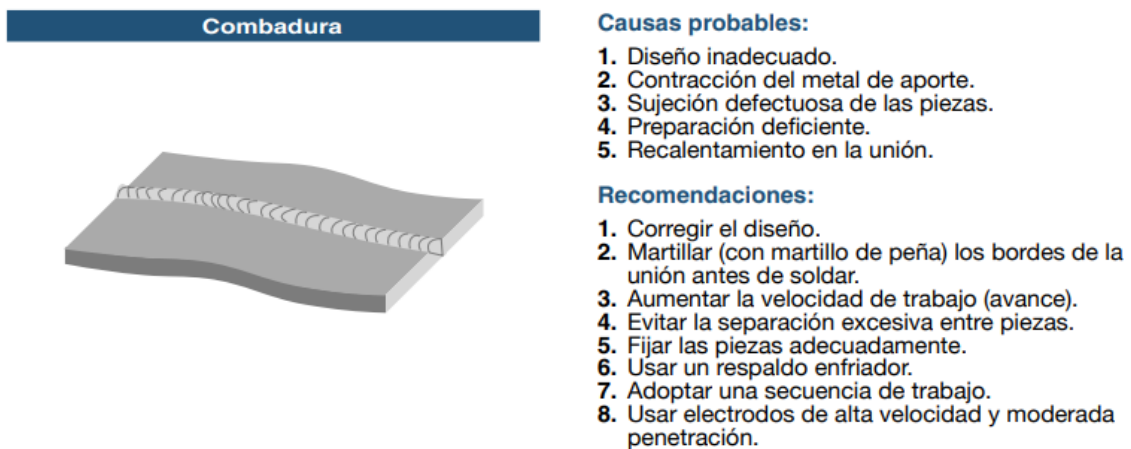 Combadura
Causas probables:
1. Diseño inadecuado.
2. Contracción del metal de aporte.
3. Sujeción defectuosa de las piezas.
4. Preparación deficiente.
5. Recalentamiento en la unión.
Recomendaciones:
1. Corregir el diseño.
2. Martillar (con martillo de peña) los bordes de la
unión antes de soldar.
3. Aumentar la velocidad de trabajo (avance).
4. Evitar la separación excesiva entre piezas.
5. Fijar las piezas adecuadamente.
6. Usar un respaldo enfriador.
7. Adoptar una secuencia de trabajo.
8. Usar electrodos de alta velocidad y moderada
penetración.